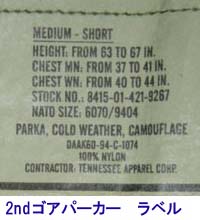 MEDIUM - SHORT
HEIGHT: FROM 63 TO 67 IN.
CHEST MN: FROM 37 TO 41 IN.
CHEST WN: FROM 40 TO 44 IN.
STOCK NO.: 8415-01-421-9267
NATO SIZE: 6070/9404
PARKA, COLD WEATHER, CAMOUFLAGE
DAAK60-94-C-1074
100% NYLON
CONTRACTOR: TENNESSEE APPAREL CORP.
2ndゴアパーカー ラベル